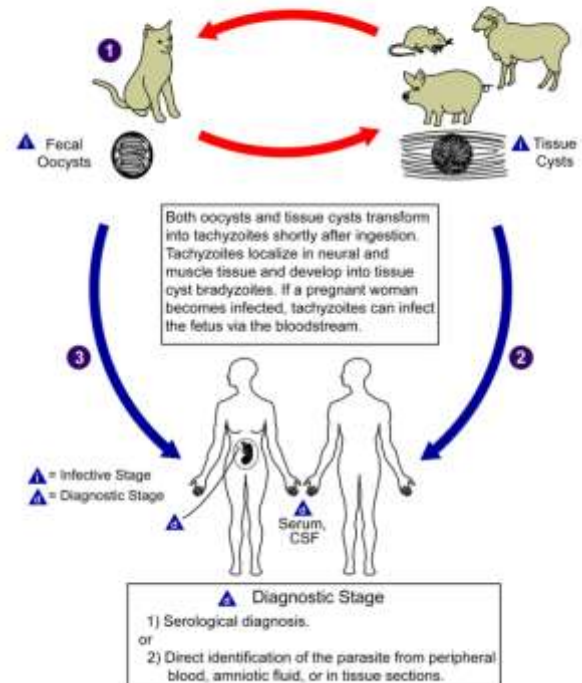 1
i Fecal
Oocysts
i Tissue
Cysts
Both oocysts and tissue cysts transform
into tachyzoites shortly after ingestion.
Tachyzoites localize in neural and
muscle tissue and develop into tissue
cyst bradyzoites. If a pregnant woman
becomes infected, tachyzoites can infect
the fetus via the bloodstream.
3
2
i = Infective Stage
d = Diagnostic Stage
d
d
Serum,
CSF
d Diagnostic Stage
1) Serological diagnosis.
or
2) Direct identification of the parasite from peripheral
blood, amniotic fluid, or in tissue sections.